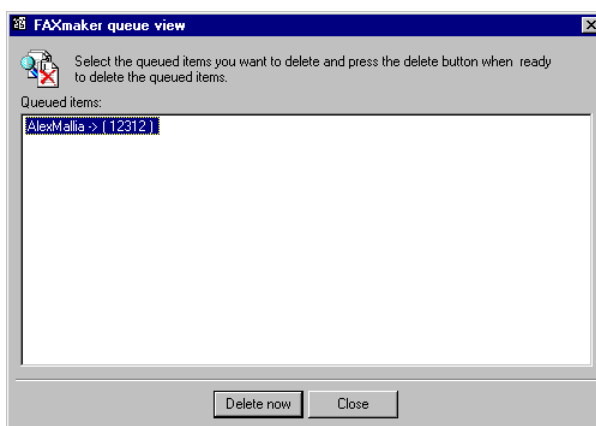 FAXmaker queue view
Select the queued items you want to delete and press the delete button when ready
to delete the queued items.
Queued items:
AlexMallia -> ( 12312 )
Delete now
Close